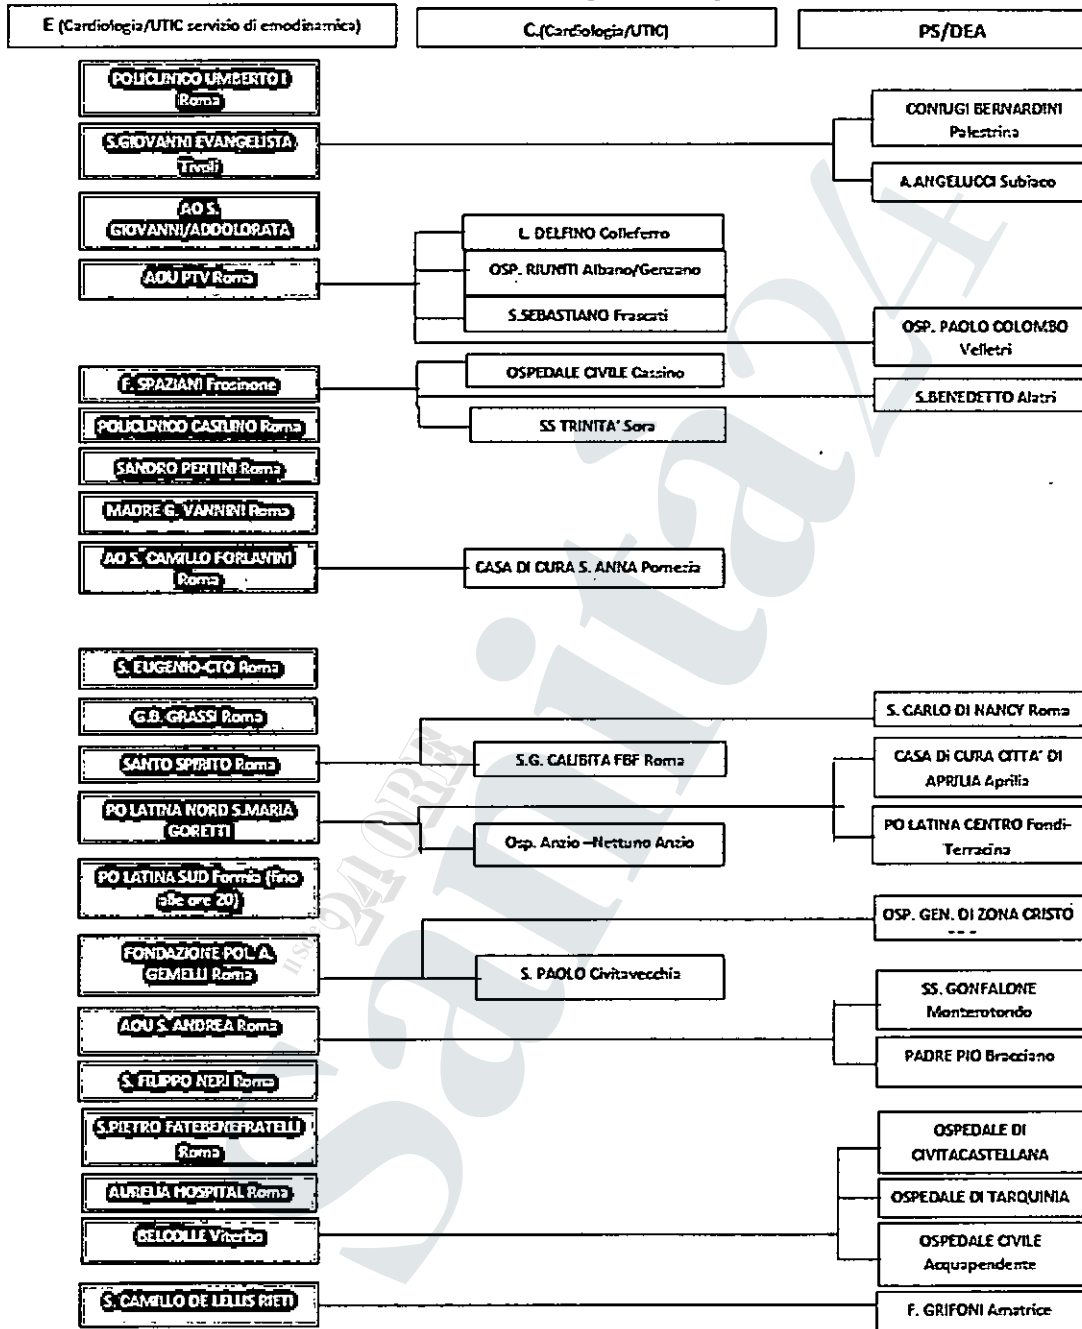 E (Cardiologia/UTIC servizio di emodinamica)
C.(Cardiologia/UTIC)
PS/DEA
POLICLINICO UMBERTO I
Roma
CONIUGI BERNARDINI
Palestrina
S.GIOVANNI EVANGELISTA
Tivoli
A.ANGELUCCI Subiaco
AO S.
GIOVANNI/ADDOLORATA
L. DELFINO Colleferro
AOU PTV Roma
OSP. RIUNITI Albano/Genzano
S.SEBASTIANO Frascati
OSP. PAOLO COLOMBO
Velletri
F. SPAZIANI Frosinone
OSPEDALE CIVILE Cassino
S.BENEDETTO Alatri
POLICLINICO CASILINO Roma
SS TRINITA' Sora
SANDRO PERTINI Roma
MADRE G. VANNINI Roma
AO S. CAMILLO FORLANINI
Roma
CASA DI CURA S. ANNA Pomezia
S. EUGENIO-CTO Roma
G.B. GRASSI Roma
S. CARLO DI NANCY Roma
SANTO SPIRITO Roma
S.G. CALIBITA FBF Roma
CASA Di CURA CITTA' DI
APRILIA Aprilia
PO LATINA NORD S.MARIA
GORETTI
Osp. Anzio –Nettuno Anzio
PO LATINA CENTRO Fondi-
Terracina
PO LATINA SUD Formia (fino
alle ore 20)
OSP. GEN. DI ZONA CRISTO
FONDAZIONE POL. A.
GEMELLI Roma
S. PAOLO Civitavecchia
SS. GONFALONE
Monterotondo
AOU S. ANDREA Roma
PADRE PIO Bracciano
S. FILIPPO NERI Roma
S.PIETRO FATEBENEFRATELLI
Roma
OSPEDALE DI
CIVITACASTELLANA
AURELIA HOSPITAL Roma
OSPEDALE DI TARQUINIA
BELCOLLE Viterbo
OSPEDALE CIVILE
Acquapendente
S. CAMILLO DE LELLIS RIETI
F. GRIFONI Amatrice
Il Sole 24 ORE
Sanità24